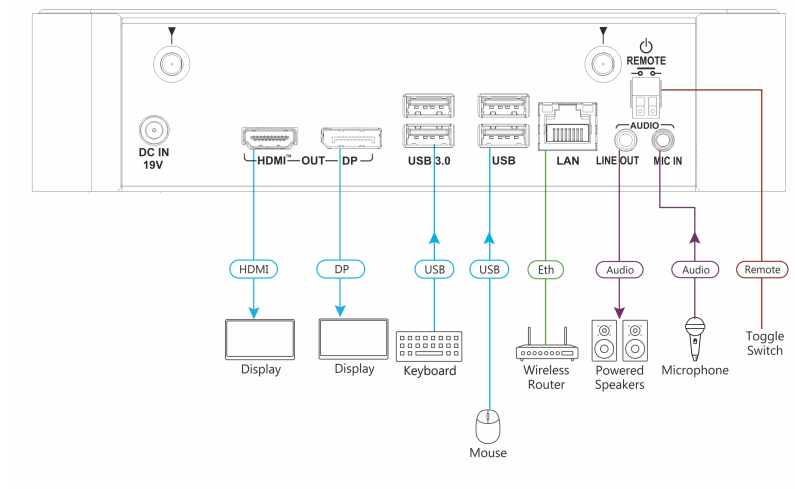 REMOTE
AUDIO
DC IN
19V
HDMI™ OUT DP
USB 3.0
USB
LAN
LINE OUT
MIC IN
HDMI
DP
USB
USB
Eth
Audio
Audio
Remote
Display
Display
Keyboard
Mouse
Wireless
Router
Powered
Speakers
Microphone
Toggle
Switch